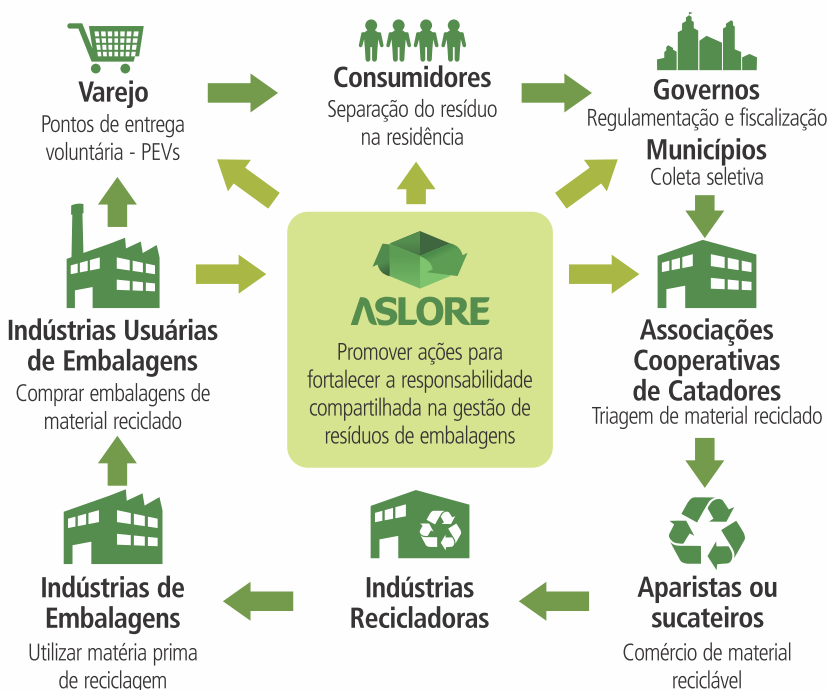 Varejo
Pontos de entrega
voluntária - PEVs
Consumidores
Separação do resíduo
na residência
Governos
Regulamentação e fiscalização
Municípios
Coleta seletiva
Indústrias Usuárias
de Embalagens
Comprar embalagens de
material reciclado
ASLORE
Promover ações para
fortalecer a responsabilidade
compartilhada na gestão de
resíduos de embalagens
Associações
Cooperativas
de Catadores
Triagem de material reciclado
Indústrias de
Embalagens
Utilizar matéria prima
de reciclagem
Indústrias
Recicladoras
Aparistas ou
sucateiros
Comércio de material
reciclável